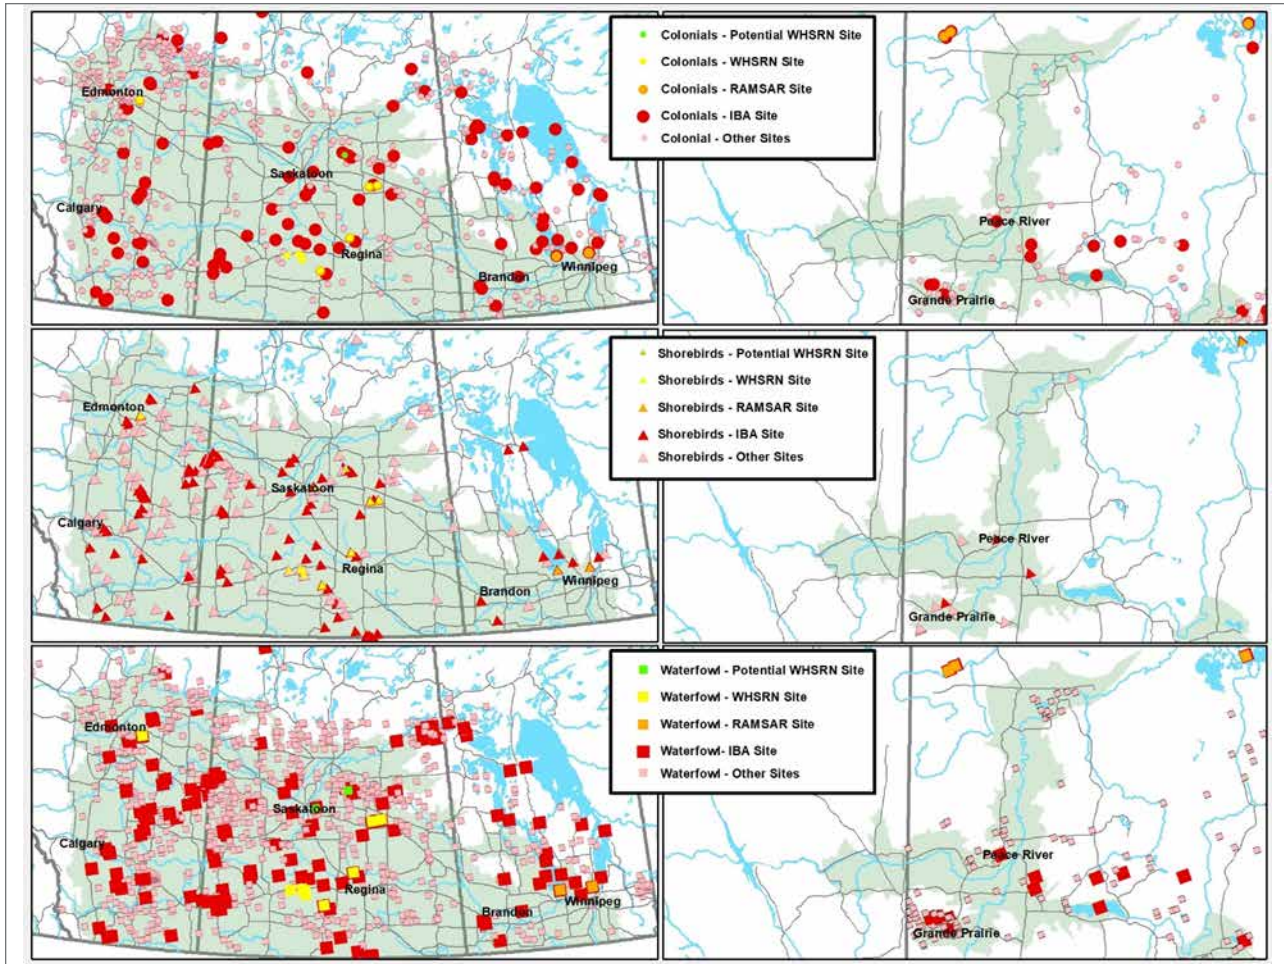 Colonials - Potential WHSRN Site
Colonials - WHSRN Site
Colonials - RAMSAR Site
Colonials - IBA Site
Colonial - Other Sites
Edmonton
Saskatoon
Calgary
Regina
Brandon
Winnipeg
Peace River
Grande Prairie
Shorebirds - Potential WHSRN Site
Shorebirds - WHSRN Site
Shorebirds - RAMSAR Site
Shorebirds - IBA Site
Shorebirds - Other Sites
Edmonton
Saskatoon
Calgary
Regina
Brandon
Winnipeg
Peace River
Grande Prairie
Waterfowl - Potential WHSRN Site
Waterfowl - WHSRN Site
Waterfowl - RAMSAR Site
Waterfowl- IBA Site
Waterfowl - Other Sites
Edmonton
Saskatoon
Calgary
Regina
Brandon
Winnipeg
Peace River
Grande Prairie